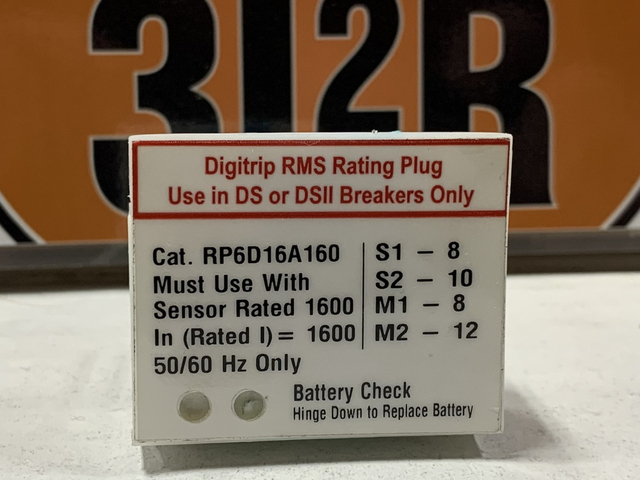 312R
Digitrip RMS Rating Plug
Use in DS or DSII Breakers Only
Cat. RP6D16A160
Must Use With
Sensor Rated 1600
In (Rated I) = 1600
50/60 Hz Only
S1 – 8
S2 – 10
M1 – 8
M2 – 12
Battery Check
Hinge Down to Replace Battery